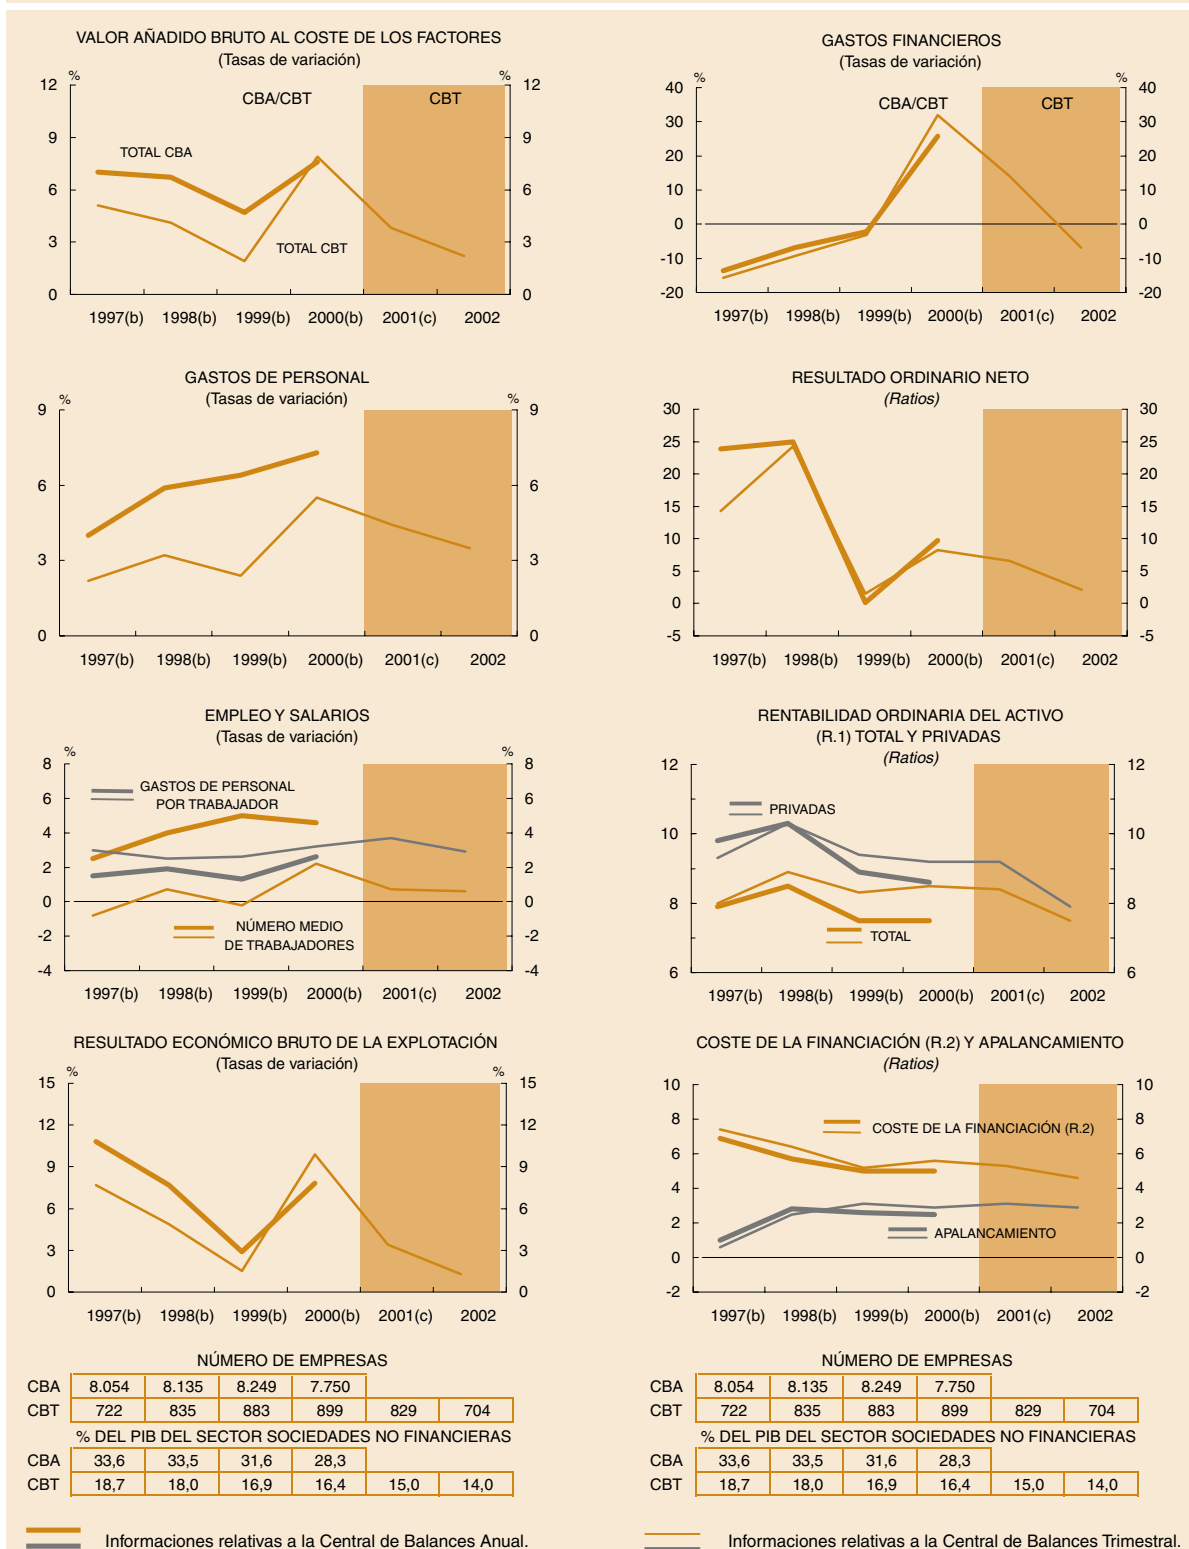 VALOR AÑADIDO BRUTO AL COSTE DE LOS FACTORES
(Tasas de variación)
% %
12 12
CBA/CBT CBT
9 9
TOTAL CBA
6 6
TOTAL CBT
3 3
0 0
1997(b) 1998(b) 1999(b) 2000(b) 2001(c) 2002
GASTOS FINANCIEROS
(Tasas de variación)
% %
40 40
CBA/CBT CBT
30 30
20 20
10 10
0 0
-10 -10
-20 -20
1997(b) 1998(b) 1999(b) 2000(b) 2001(c) 2002
GASTOS DE PERSONAL
(Tasas de variación)
% %
9 9
6 6
3 3
0 0
1997(b) 1998(b) 1999(b) 2000(b) 2001(c) 2002
RESULTADO ORDINARIO NETO
(Ratios)
30 30
25 25
20 20
15 15
10 10
5 5
0 0
-5 -5
1997(b) 1998(b) 1999(b) 2000(b) 2001(c) 2002
EMPLEO Y SALARIOS
(Tasas de variación)
% %
8 8
GASTOS DE PERSONAL
6 6
POR TRABAJADOR
4 4
2 2
0 0
NÚMERO MEDIO
-2 -2
DE TRABAJADORES
-4 -4
1997(b) 1998(b) 1999(b) 2000(b) 2001(c) 2002
RENTABILIDAD ORDINARIA DEL ACTIVO
(R.1) TOTAL Y PRIVADAS
(Ratios)
12 12
PRIVADAS
10 10
8 8
TOTAL
6 6
1997(b) 1998(b) 1999(b) 2000(b) 2001(c) 2002
RESULTADO ECONÓMICO BRUTO DE LA EXPLOTACIÓN
(Tasas de variación)
% %
15 15
12 12
9 9
6 6
3 3
0 0
1997(b) 1998(b) 1999(b) 2000(b) 2001(c) 2002
COSTE DE LA FINANCIACIÓN (R.2) Y APALANCAMIENTO
(Ratios)
10 10
8 8
COSTE DE LA FINANCIACIÓN (R.2)
6 6
4 4
2 2
APALANCAMIENTO
0 0
-2 -2
1997(b) 1998(b) 1999(b) 2000(b) 2001(c) 2002
NÚMERO DE EMPRESAS
CBA 8.054 8.135 8.249 7.750
CBT 722 835 883 899 829 704
% DEL PIB DEL SECTOR SOCIEDADES NO FINANCIERAS
CBA 33,6 33,5 31,6 28,3
CBT 18,7 18,0 16,9 16,4 15,0 14,0
NÚMERO DE EMPRESAS
CBA 8.054 8.135 8.249 7.750
CBT 722 835 883 899 829 704
% DEL PIB DEL SECTOR SOCIEDADES NO FINANCIERAS
CBA 33,6 33,5 31,6 28,3
CBT 18,7 18,0 16,9 16,4 15,0 14,0
Informaciones relativas a la Central de Balances Anual.
Informaciones relativas a la Central de Balances Trimestral.